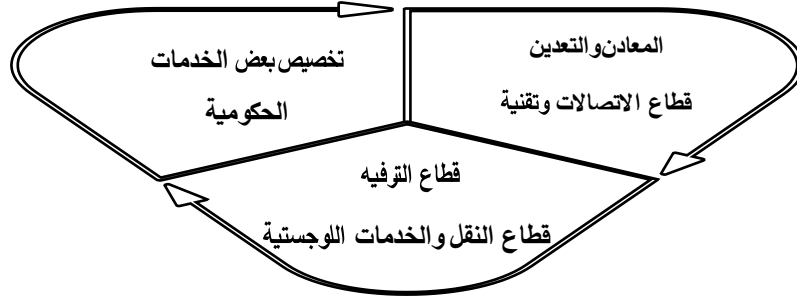 المعادن والتعدين
قطاع الاتصالات وتقنية
تخصيص بعض الخدمات
الحكومية
قطاع الترفيه
قطاع النقل والخدمات اللوجستية